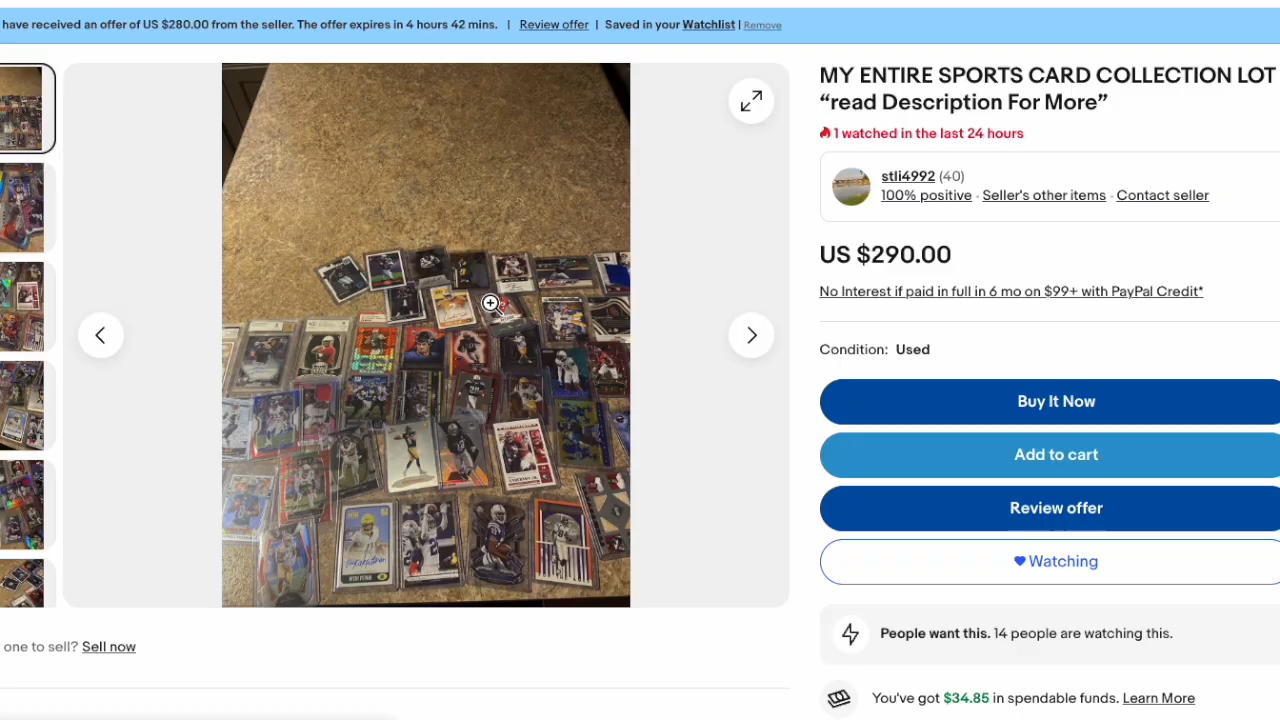 have received an offer of US $280.00 from the seller. The offer expires in 4 hours 42 mins. | Review offer | Saved in your Watchlist | Remove
MY ENTIRE SPORTS CARD COLLECTION LOT
“read Description For More”
1 watched in the last 24 hours
stli4992 (40)
100% positive · Seller's other items · Contact seller
US $290.00
No Interest if paid in full in 6 mo on $99+ with PayPal Credit*
Condition: Used
Buy It Now
Add to cart
Review offer
Watching
People want this. 14 people are watching this.
one to sell? Sell now
You've got $34.85 in spendable funds. Learn More